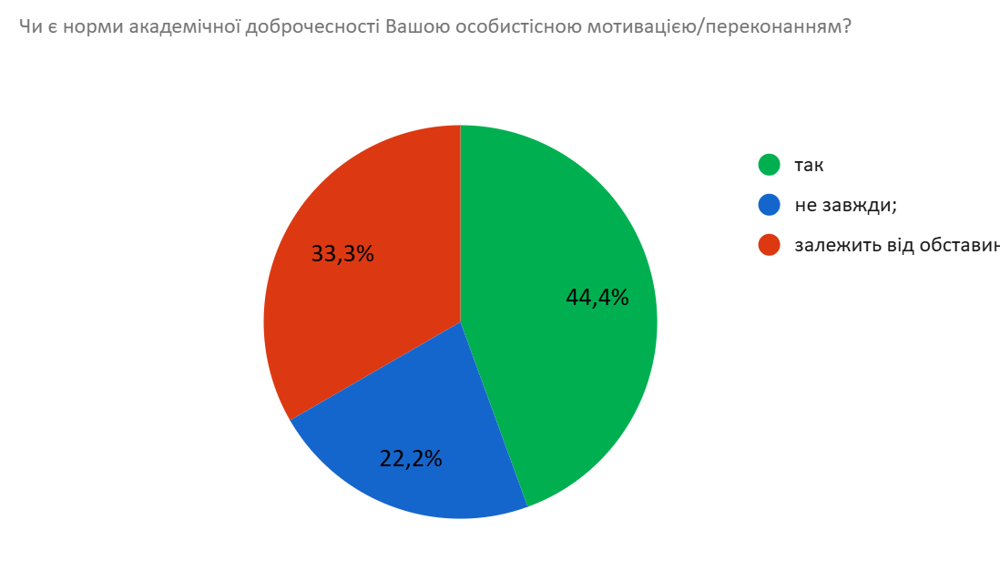 Чи є норми академічної доброчесності Вашою особистісною мотивацією/переконанням?
так
не завжди;
залежить від обставин
33,3%
44,4%
22,2%